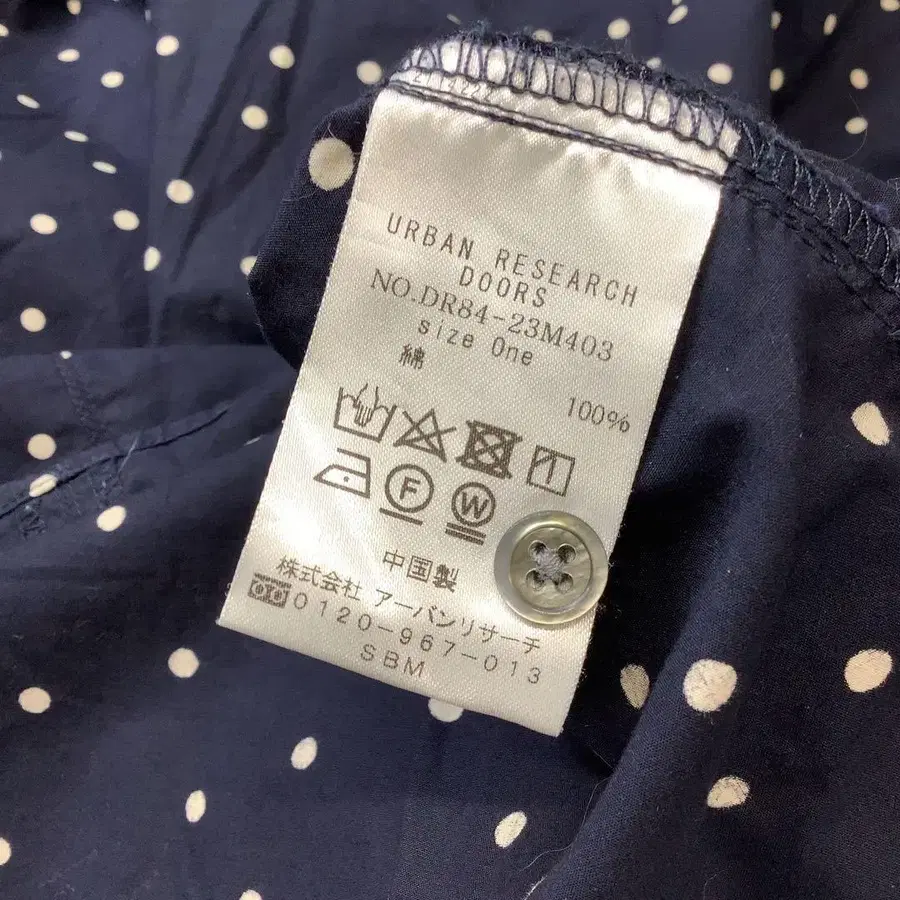 URBAN RESEARCH
DOORS
NO.DR84-23M403
size One
綿 100%
F W
中国製
株式会社 アーバンリサーチ
0120-967-013
SBM